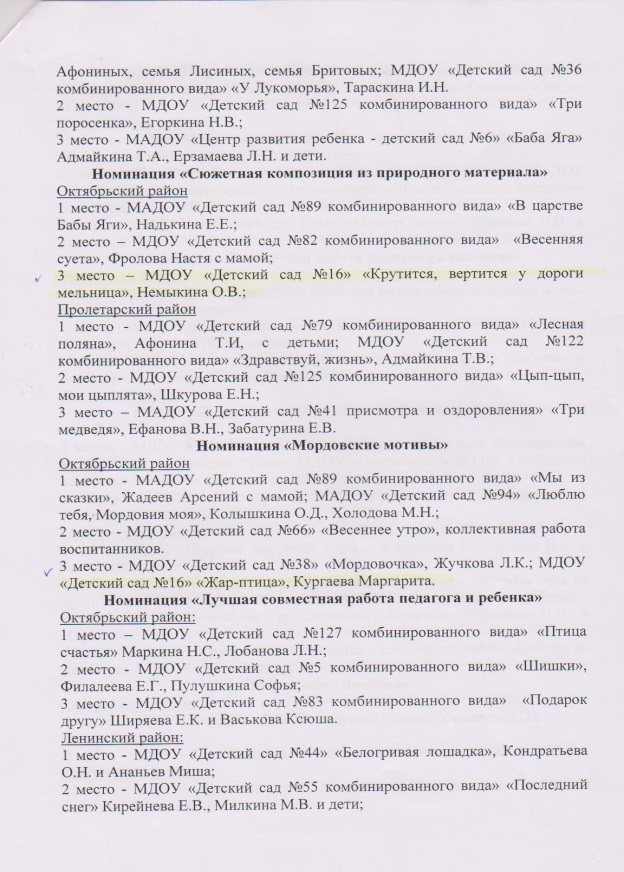 Афониных, семья Лисиных, семья Бритовых; МДОУ «Детский сад №36
комбинированного вида» «У Лукоморья», Тараскина И.Н.
2 место - МДОУ «Детский сад №125 комбинированного вида» «Три
поросенка», Егоркина Н.В.;
3 место - МАДОУ «Центр развития ребенка - детский сад №6» «Баба Яга»
Адмайкина Т.А., Ерзамаева Л.Н. и дети.
Номинация «Сюжетная композиция из природного материала»
Октябрьский район
1 место - МАДОУ «Детский сад №89 комбинированного вида» «В царстве
Бабы Яги», Надькина Е.Е.;
2 место – МДОУ «Детский сад №82 комбинированного вида» «Весенняя
суета», Фролова Настя с мамой;
3 место – МДОУ «Детский сад №16» «Крутится, вертится у дороги
мельница», Немыкина О.В.;
Пролетарский район
1 место - МДОУ «Детский сад №79 комбинированного вида» «Лесная
поляна», Афонина Т.И, с детьми; МДОУ «Детский сад №122
комбинированного вида» «Здравствуй, жизнь», Адмайкина Т.В.;
2 место - МДОУ «Детский сад №125 комбинированного вида» «Цып-цып,
мои цыплята», Шкурова Е.Н.;
3 место – МАДОУ «Детский сад №41 присмотра и оздоровления» «Три
медведя», Ефанова В.Н., Забатурина Е.В.
Номинация «Мордовские мотивы»
Октябрьский район
1 место - МАДОУ «Детский сад №89 комбинированного вида» «Мы из
сказки», Жадеев Арсений с мамой; МАДОУ «Детский сад №94» «Люблю
тебя, Мордовия моя», Колышкина О.Д., Холодова М.Н.;
2 место - МДОУ «Детский сад №66» «Весеннее утро», коллективная работа
воспитанников.
3 место - МДОУ «Детский сад №38» «Мордовочка», Жучкова Л.К.; МДОУ
«Детский сад №16» «Жар-птица», Кургаева Маргарита.
Номинация «Лучшая совместная работа педагога и ребенка»
Октябрьский район:
1 место – МДОУ «Детский сад №127 комбинированного вида» «Птица
счастья» Маркина Н.С., Лобанова Л.Н.;
2 место - МДОУ «Детский сад №5 комбинированного вида» «Шишки»,
Филалеева Е.Г., Пулушкина Софья;
3 место - МДОУ «Детский сад №83 комбинированного вида» «Подарок
другу» Ширяева Е.К. и Васькова Ксюша.
Ленинский район:
1 место - МДОУ «Детский сад №44» «Белогривая лошадка», Кондратьева
О.Н. и Ананьев Миша;
2 место - МДОУ «Детский сад №55 комбинированного вида» «Последний
снег» Кирейнева Е.В., Милкина М.В. и дети;